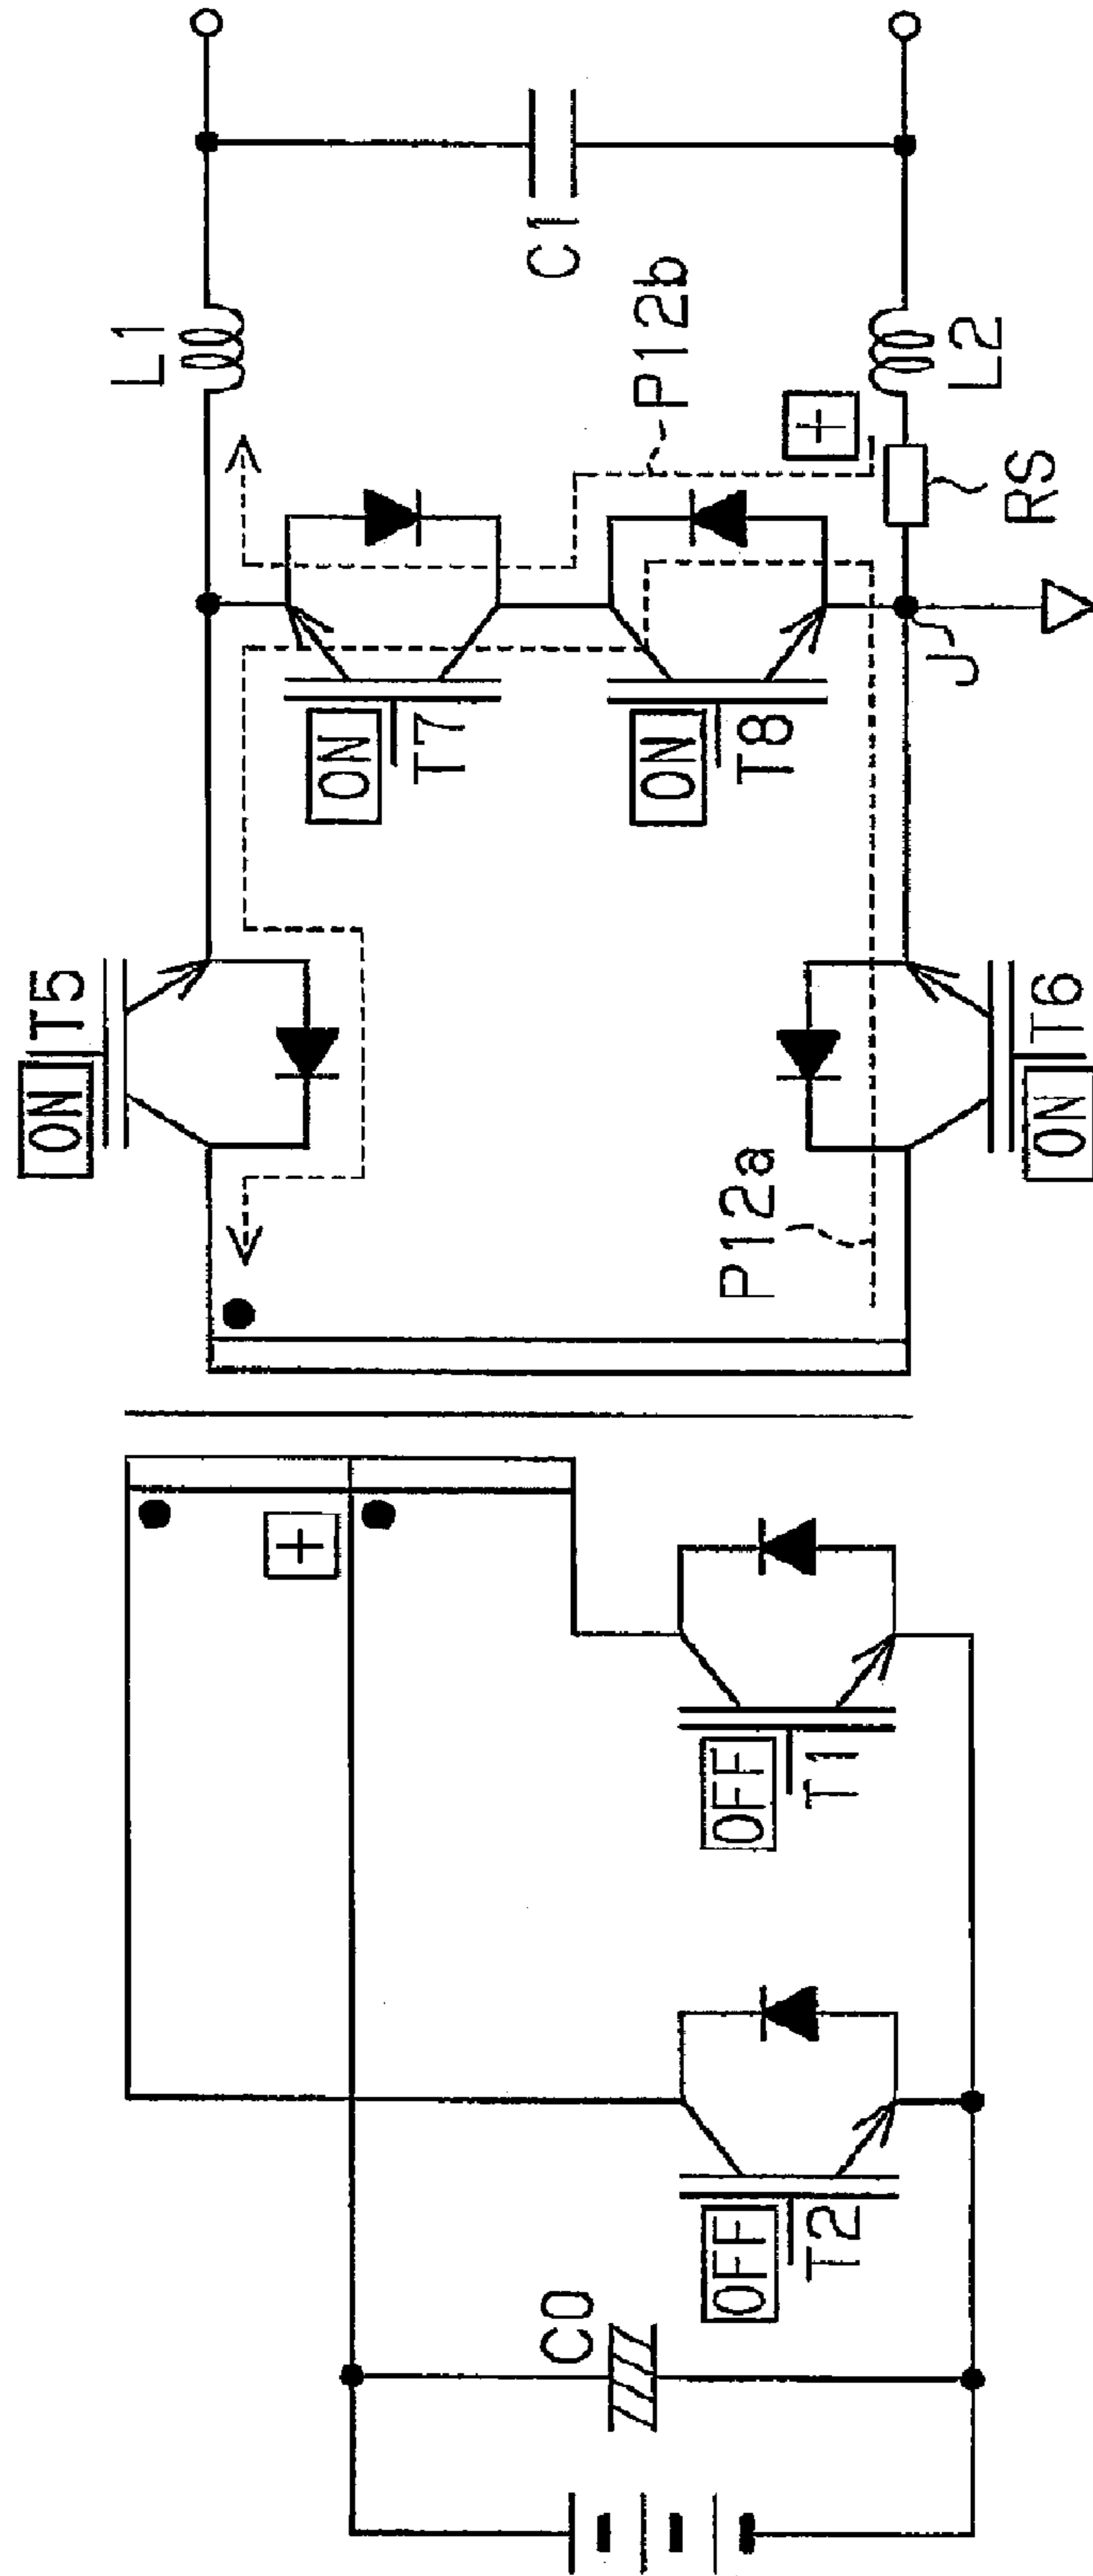 L1
C1
P12b
+
L2
RS
J
ON
T7
ON
T8
ON
T5
ON
T6
P12a
+
OFF
T1
OFF
T2
C0